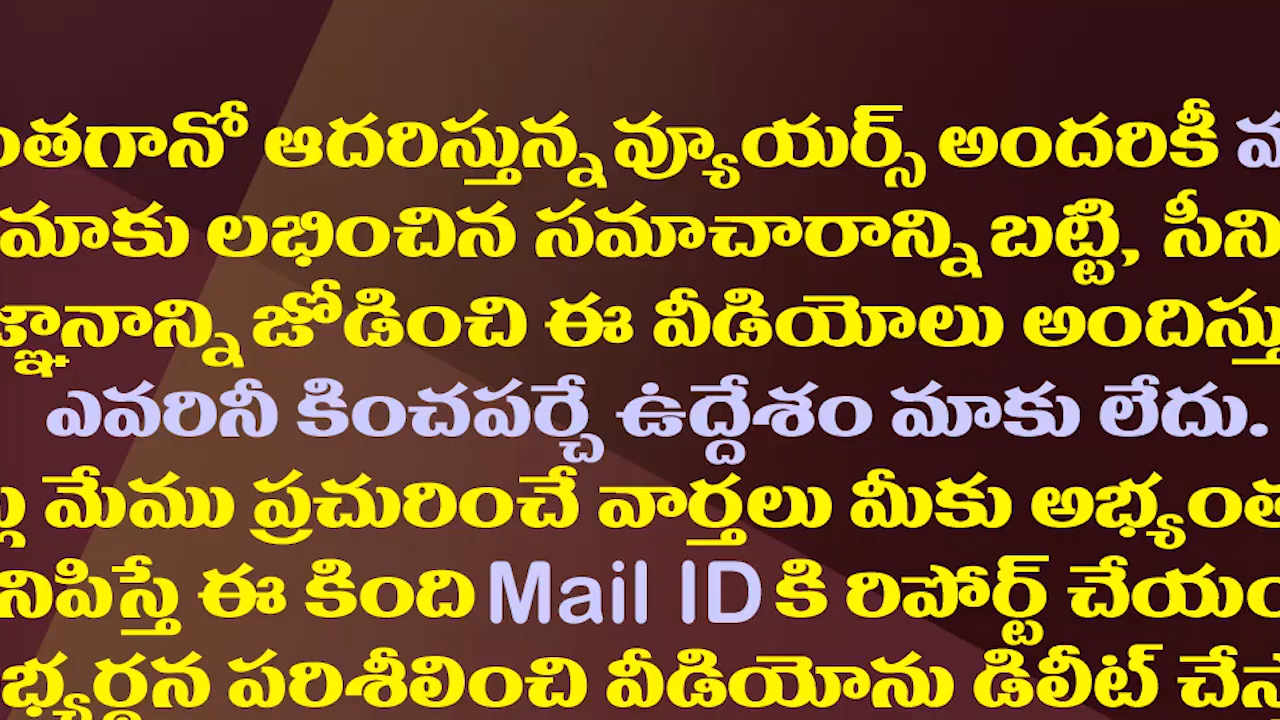 ంతగానో ఆదరిస్తున్న వ్యూయర్స్ అందరికీ
మాకు లభించిన సమాచారాన్ని బట్టి, సీని
జ్ఞానాన్ని జోడించి ఈ వీడియోలు అందిస్తు
ఎవరినీ కించపర్చే ఉద్దేశం మాకు లేదు.
మేము ప్రచురించే వార్తలు మీకు అభ్యంత
నిపిస్తే ఈ కింది Mail ID కి రిపోర్ట్ చేయం
భ్యర్థన పరిశీలించి వీడియోను డిలీట్ చేస